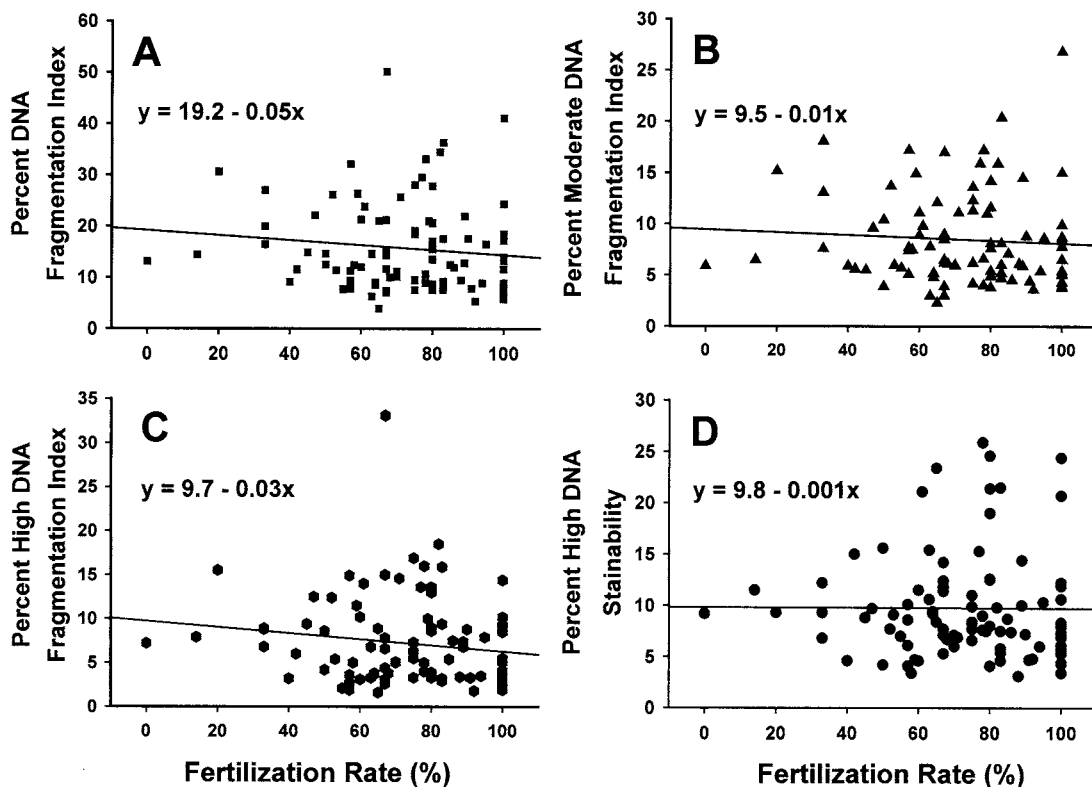 A
Percent DNA
Fragmentation Index
y = 19.2 - 0.05x
60
50
40
30
20
10
0
0 20 40 60 80 100
B
Percent Moderate DNA
Fragmentation Index
y = 9.5 - 0.01x
30
25
20
15
10
5
0
0 20 40 60 80 100
C
Percent High DNA
Fragmentation Index
y = 9.7 - 0.03x
35
30
25
20
15
10
5
0
0 20 40 60 80 100
Fertilization Rate (%)
D
Percent High DNA
Stainability
y = 9.8 - 0.001x
30
25
20
15
10
5
0
0 20 40 60 80 100
Fertilization Rate (%)